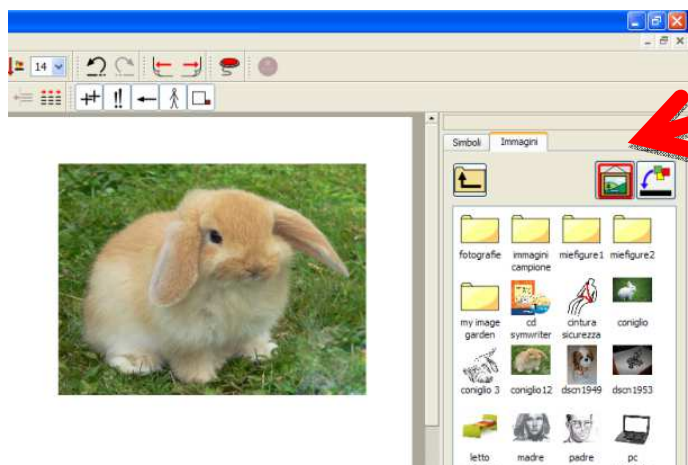 14
Simboli Immagini
fotografie immagini campione miefigure1 miefigure2
my image garden cd symwriter cintura sicurezza coniglio
coniglio 3 coniglio12 dscn1949 dscn1953
letto madre padre pc